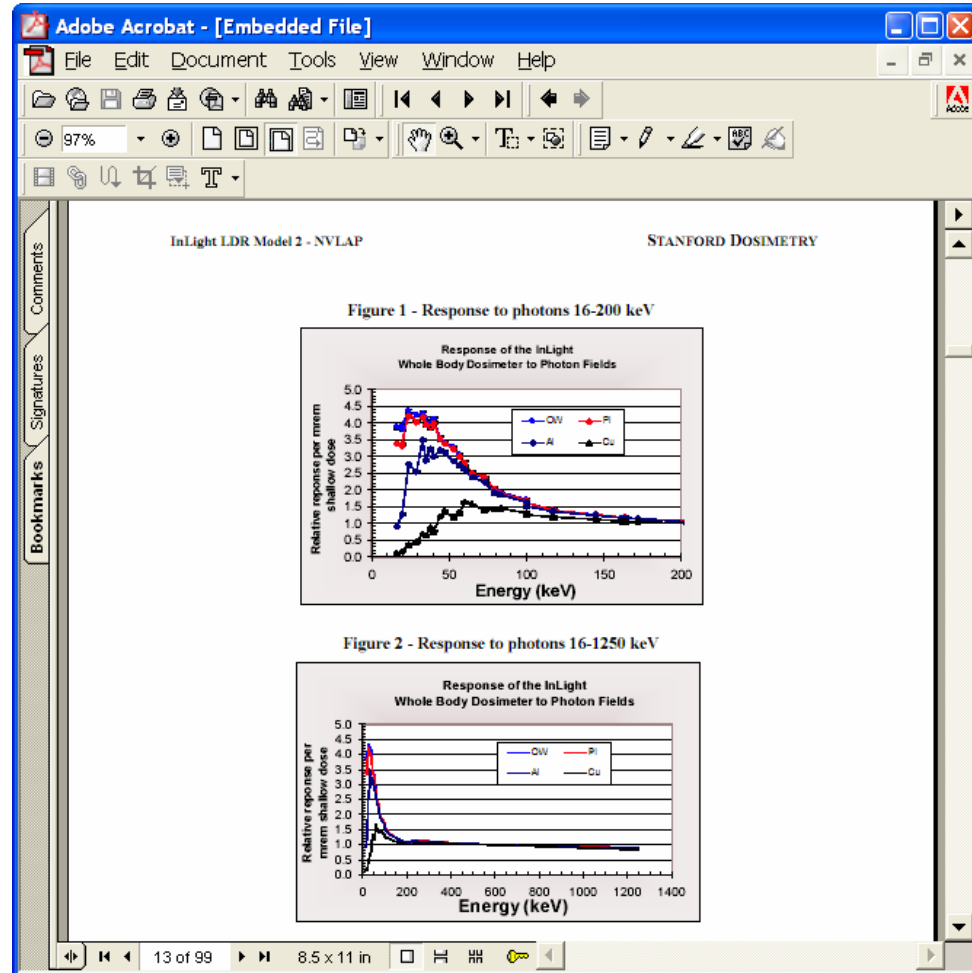 Adobe Acrobat - [Embedded File]
File Edit Document Tools View Window Help
Adobe
97%
Comments
Signatures
Bookmarks
InLight LDR Model 2 - NVLAP STANFORD DOSIMETRY
Figure 1 - Response to photons 16-200 keV
Response of the InLight
Whole Body Dosimeter to Photon Fields
Relative reponse per mrem
shallow dose
5.0
4.5
4.0
3.5
3.0
2.5
2.0
1.5
1.0
0.5
0.0
OW Pl
Al Cu
0 50 100 150 200
Energy (keV)
Figure 2 - Response to photons 16-1250 keV
Response of the InLight
Whole Body Dosimeter to Photon Fields
Relative reponse per
mrem shallow dose
5.0
4.5
4.0
3.5
3.0
2.5
2.0
1.5
1.0
0.5
0.0
OW Pl
Al Cu
0 200 400 600 800 1000 1200 1400
Energy (keV)
13 of 99 8.5 x 11 in